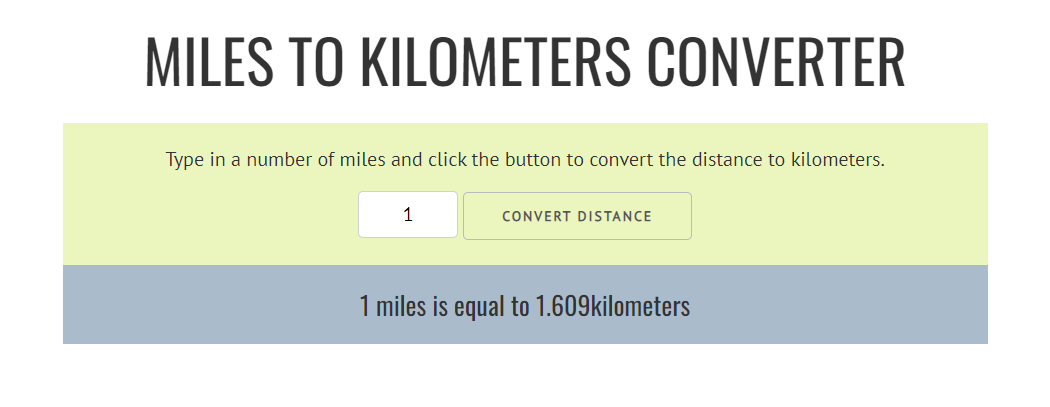 MILES TO KILOMETERS CONVERTER
Type in a number of miles and click the button to convert the distance to kilometers.
1 CONVERT DISTANCE
1 miles is equal to 1.609kilometers